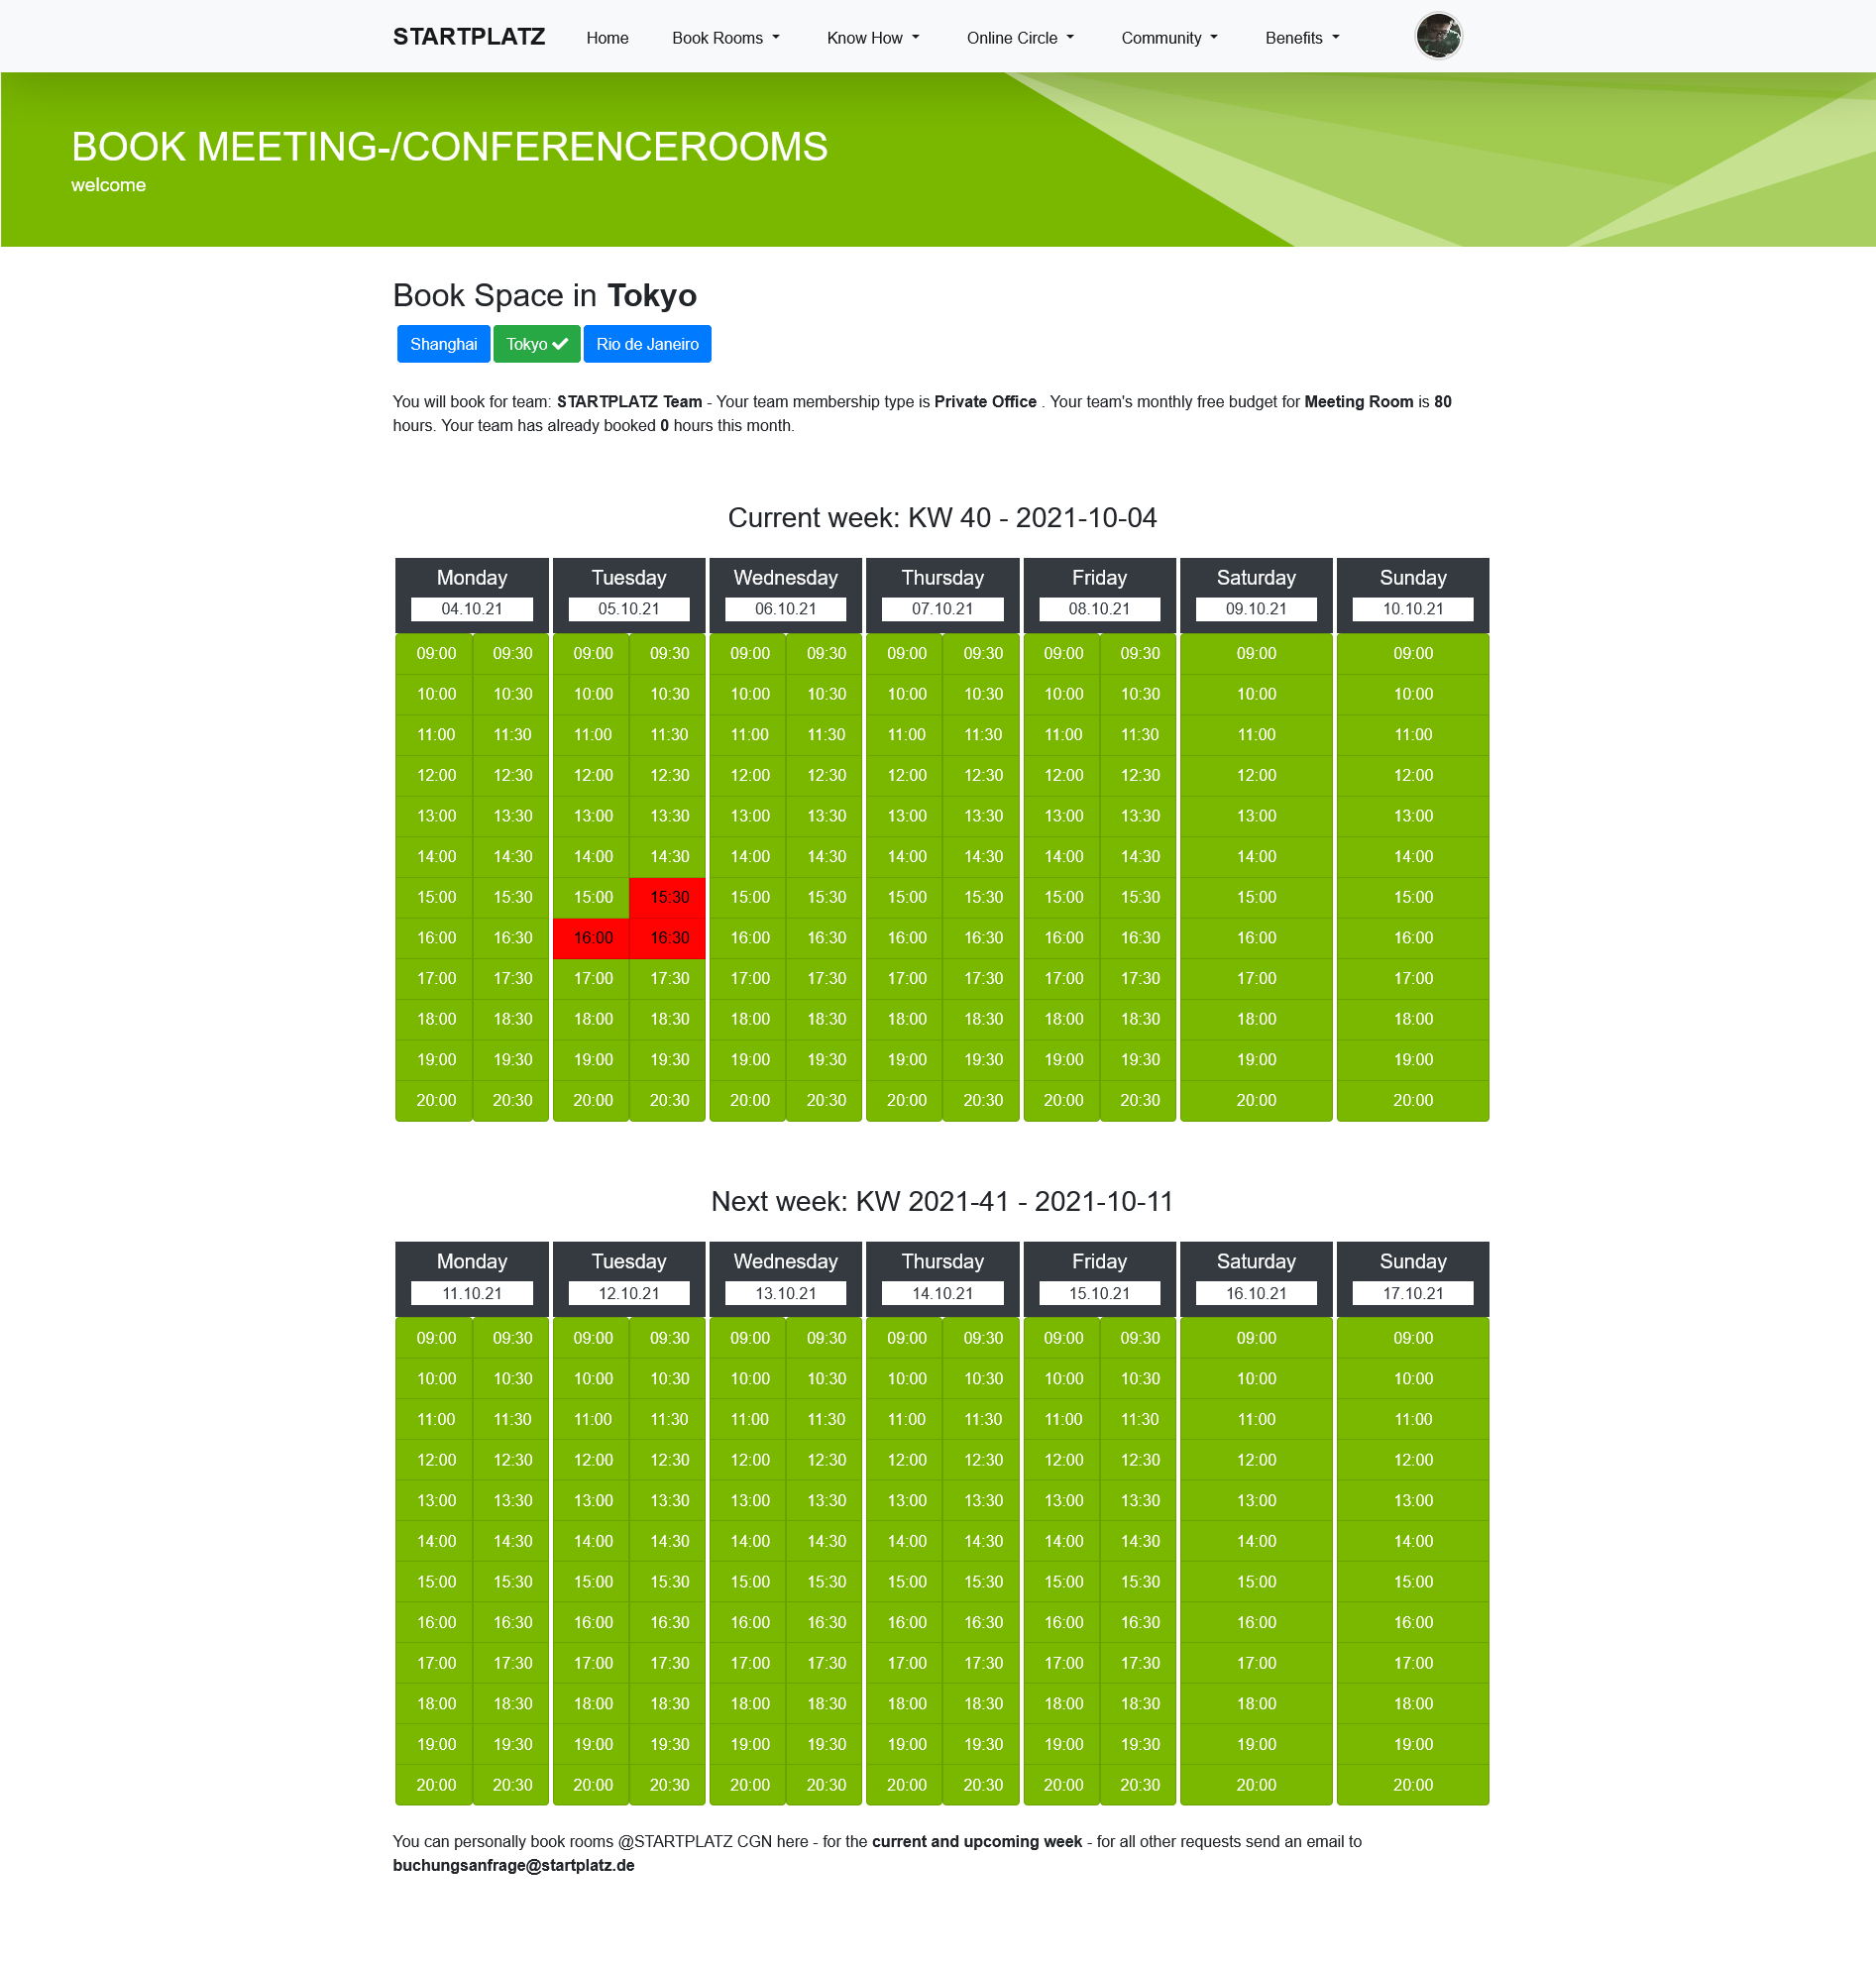 STARTPLATZ Home Book Rooms Know How Online Circle Community Benefits
BOOK MEETING-/CONFERENCEROOMS
welcome
Book Space in Tokyo
Shanghai Tokyo Rio de Janeiro
You will book for team: STARTPLATZ Team - Your team membership type is Private Office . Your team's monthly free budget for Meeting Room is 80
hours. Your team has already booked 0 hours this month.
Current week: KW 40 - 2021-10-04
Monday Tuesday Wednesday Thursday Friday Saturday Sunday
04.10.21 05.10.21 06.10.21 07.10.21 08.10.21 09.10.21 10.10.21
09:00 09:30 09:00 09:30 09:00 09:30 09:00 09:30 09:00 09:30 09:00 09:00
10:00 10:30 10:00 10:30 10:00 10:30 10:00 10:30 10:00 10:30 10:00 10:00
11:00 11:30 11:00 11:30 11:00 11:30 11:00 11:30 11:00 11:30 11:00 11:00
12:00 12:30 12:00 12:30 12:00 12:30 12:00 12:30 12:00 12:30 12:00 12:00
13:00 13:30 13:00 13:30 13:00 13:30 13:00 13:30 13:00 13:30 13:00 13:00
14:00 14:30 14:00 14:30 14:00 14:30 14:00 14:30 14:00 14:30 14:00 14:00
15:00 15:30 15:00 15:30 15:00 15:30 15:00 15:30 15:00 15:30 15:00 15:00
16:00 16:30 16:00 16:30 16:00 16:30 16:00 16:30 16:00 16:30 16:00 16:00
17:00 17:30 17:00 17:30 17:00 17:30 17:00 17:30 17:00 17:30 17:00 17:00
18:00 18:30 18:00 18:30 18:00 18:30 18:00 18:30 18:00 18:30 18:00 18:00
19:00 19:30 19:00 19:30 19:00 19:30 19:00 19:30 19:00 19:30 19:00 19:00
20:00 20:30 20:00 20:30 20:00 20:30 20:00 20:30 20:00 20:30 20:00 20:00
Next week: KW 2021-41 - 2021-10-11
Monday Tuesday Wednesday Thursday Friday Saturday Sunday
11.10.21 12.10.21 13.10.21 14.10.21 15.10.21 16.10.21 17.10.21
09:00 09:30 09:00 09:30 09:00 09:30 09:00 09:30 09:00 09:30 09:00 09:00
10:00 10:30 10:00 10:30 10:00 10:30 10:00 10:30 10:00 10:30 10:00 10:00
11:00 11:30 11:00 11:30 11:00 11:30 11:00 11:30 11:00 11:30 11:00 11:00
12:00 12:30 12:00 12:30 12:00 12:30 12:00 12:30 12:00 12:30 12:00 12:00
13:00 13:30 13:00 13:30 13:00 13:30 13:00 13:30 13:00 13:30 13:00 13:00
14:00 14:30 14:00 14:30 14:00 14:30 14:00 14:30 14:00 14:30 14:00 14:00
15:00 15:30 15:00 15:30 15:00 15:30 15:00 15:30 15:00 15:30 15:00 15:00
16:00 16:30 16:00 16:30 16:00 16:30 16:00 16:30 16:00 16:30 16:00 16:00
17:00 17:30 17:00 17:30 17:00 17:30 17:00 17:30 17:00 17:30 17:00 17:00
18:00 18:30 18:00 18:30 18:00 18:30 18:00 18:30 18:00 18:30 18:00 18:00
19:00 19:30 19:00 19:30 19:00 19:30 19:00 19:30 19:00 19:30 19:00 19:00
20:00 20:30 20:00 20:30 20:00 20:30 20:00 20:30 20:00 20:30 20:00 20:00
You can personally book rooms @STARTPLATZ CGN here - for the current and upcoming week - for all other requests send an email to
buchungsanfrage@startplatz.de